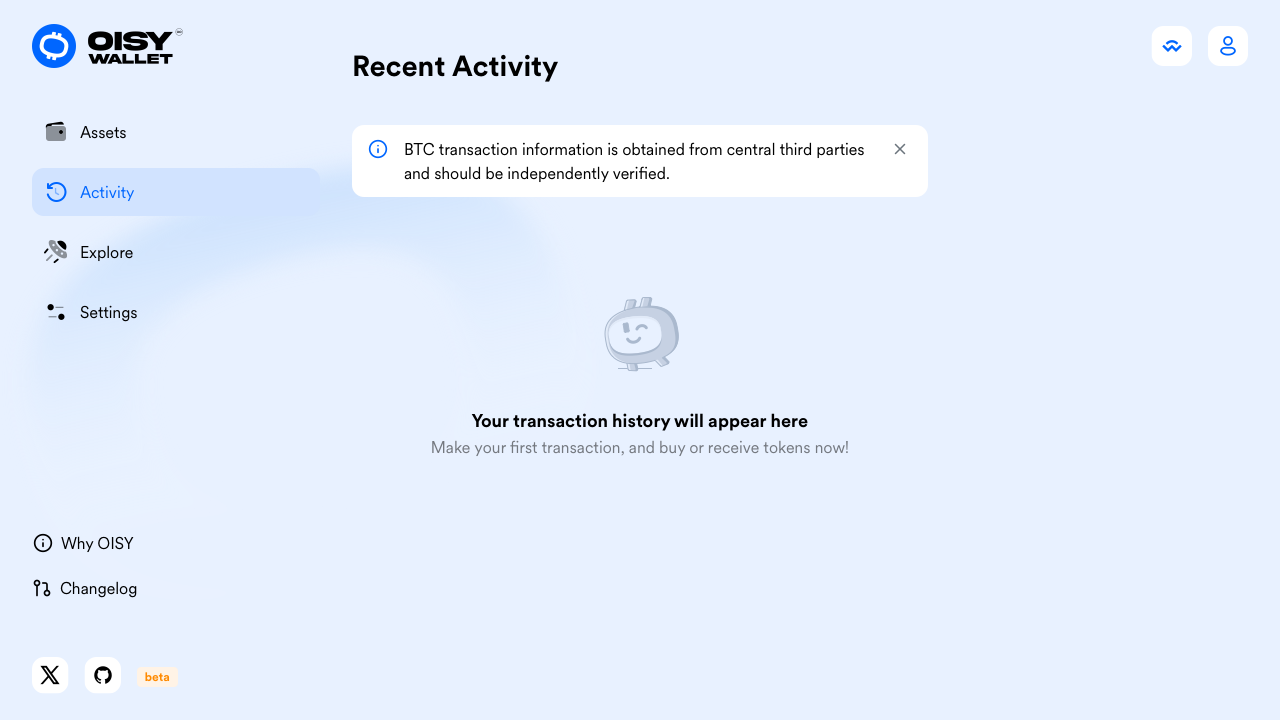 OISY
WALLET
Recent Activity
Assets
BTC transaction information is obtained from central third parties
and should be independently verified.
Activity
Explore
Settings
Your transaction history will appear here
Make your first transaction, and buy or receive tokens now!
Why OISY
Changelog
beta